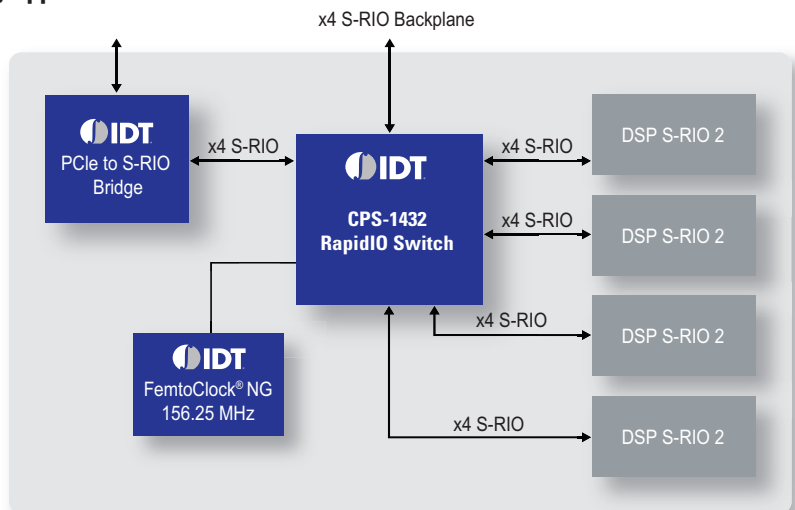 x4 S-RIO Backplane
IDT
PCIe to S-RIO
Bridge
x4 S-RIO
IDT
CPS-1432
RapidIO Switch
x4 S-RIO
DSP S-RIO 2
x4 S-RIO
DSP S-RIO 2
x4 S-RIO
DSP S-RIO 2
x4 S-RIO
DSP S-RIO 2
IDT
FemtoClock® NG
156.25 MHz